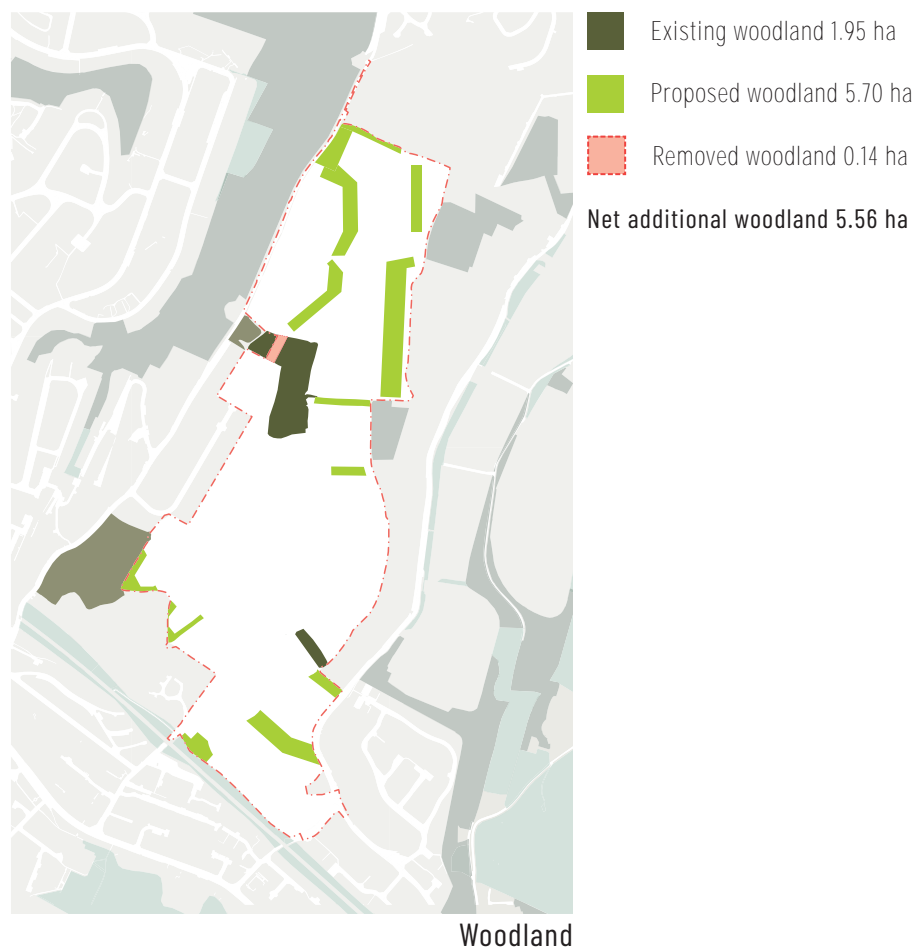 Existing woodland 1.95 ha
Proposed woodland 5.70 ha
Removed woodland 0.14 ha
Net additional woodland 5.56 ha
Woodland